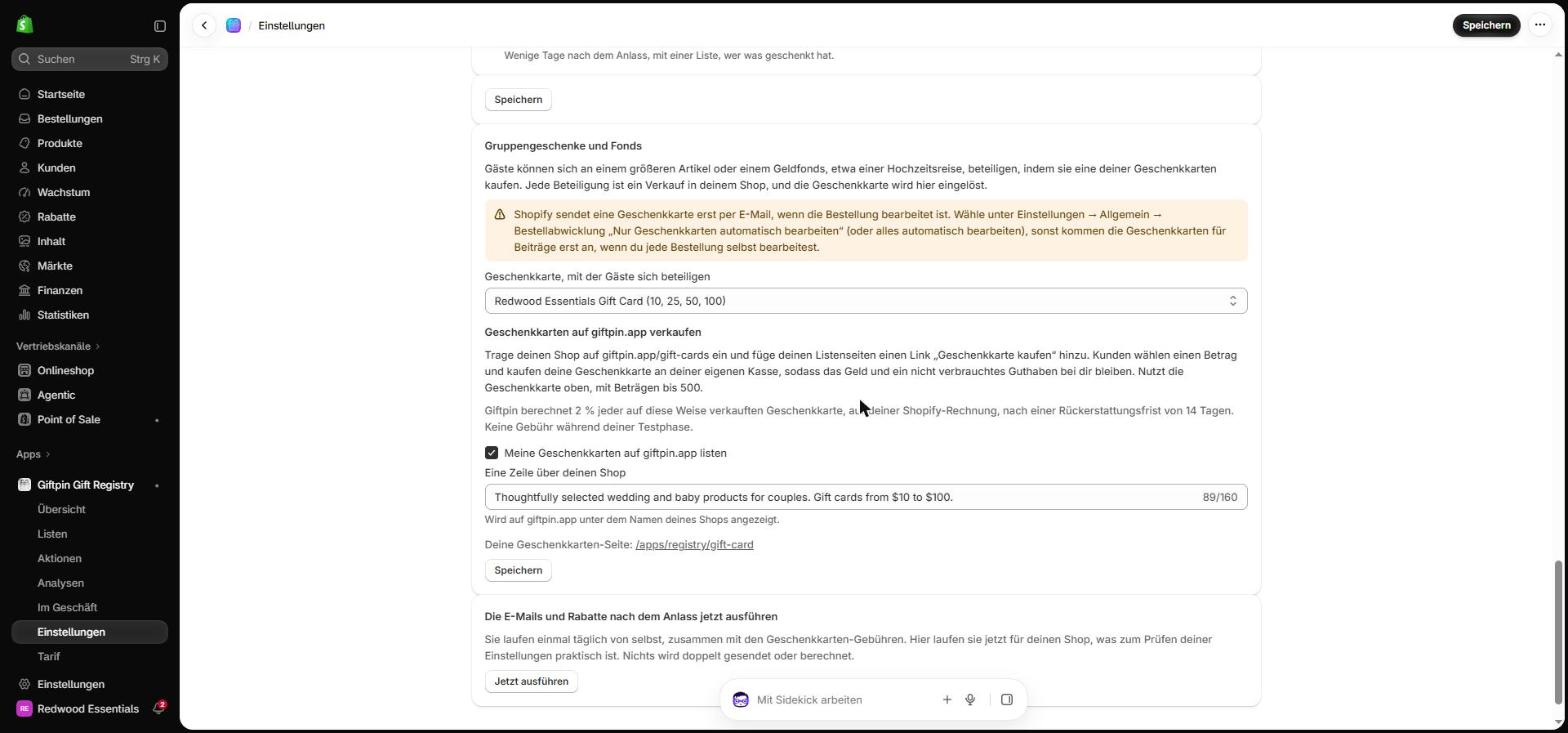 Suchen
Strg K
Startseite
Bestellungen
Produkte
Kunden
Wachstum
Rabatte
Inhalt
Märkte
Finanzen
Statistiken
Vertriebskanäle
Onlineshop
Agentic
Point of Sale
Apps
Giftpin Gift Registry
Übersicht
Listen
Aktionen
Analysen
Im Geschäft
Einstellungen
Tarif
Einstellungen
RE
Redwood Essentials
2
/ Einstellungen
Speichern
Wenige Tage nach dem Anlass, mit einer Liste, wer was geschenkt hat.
Speichern
Gruppengeschenke und Fonds
Gäste können sich an einem größeren Artikel oder einem Geldfonds, etwa einer Hochzeitsreise, beteiligen, indem sie eine deiner Geschenkkarten
kaufen. Jede Beteiligung ist ein Verkauf in deinem Shop, und die Geschenkkarte wird hier eingelöst.
Shopify sendet eine Geschenkkarte erst per E-Mail, wenn die Bestellung bearbeitet ist. Wähle unter Einstellungen → Allgemein →
Bestellabwicklung „Nur Geschenkkarten automatisch bearbeiten“ (oder alles automatisch bearbeiten), sonst kommen die Geschenkkarten für
Beiträge erst an, wenn du jede Bestellung selbst bearbeitest.
Geschenkkarte, mit der Gäste sich beteiligen
Redwood Essentials Gift Card (10, 25, 50, 100)
Geschenkkarten auf giftpin.app verkaufen
Trage deinen Shop auf giftpin.app/gift-cards ein und füge deinen Listenseiten einen Link „Geschenkkarte kaufen“ hinzu. Kunden wählen einen Betrag
und kaufen deine Geschenkkarte an deiner eigenen Kasse, sodass das Geld und ein nicht verbrauchtes Guthaben bei dir bleiben. Nutzt die
Geschenkkarte oben, mit Beträgen bis 500.
Giftpin berechnet 2 % jeder auf diese Weise verkauften Geschenkkarte, deiner Shopify-Rechnung, nach einer Rückerstattungsfrist von 14 Tagen.
Keine Gebühr während deiner Testphase.
Meine Geschenkkarten auf giftpin.app listen
Eine Zeile über deinen Shop
Thoughtfully selected wedding and baby products for couples. Gift cards from $10 to $100.
89/160
Wird auf giftpin.app unter dem Namen deines Shops angezeigt.
Deine Geschenkkarten-Seite: /apps/registry/gift-card
Speichern
Die E-Mails und Rabatte nach dem Anlass jetzt ausführen
Sie laufen einmal täglich von selbst, zusammen mit den Geschenkkarten-Gebühren. Hier laufen sie jetzt für deinen Shop, was zum Prüfen deiner
Einstellungen praktisch ist. Nichts wird doppelt gesendet oder berechnet.
Jetzt ausführen
Mit Sidekick arbeiten